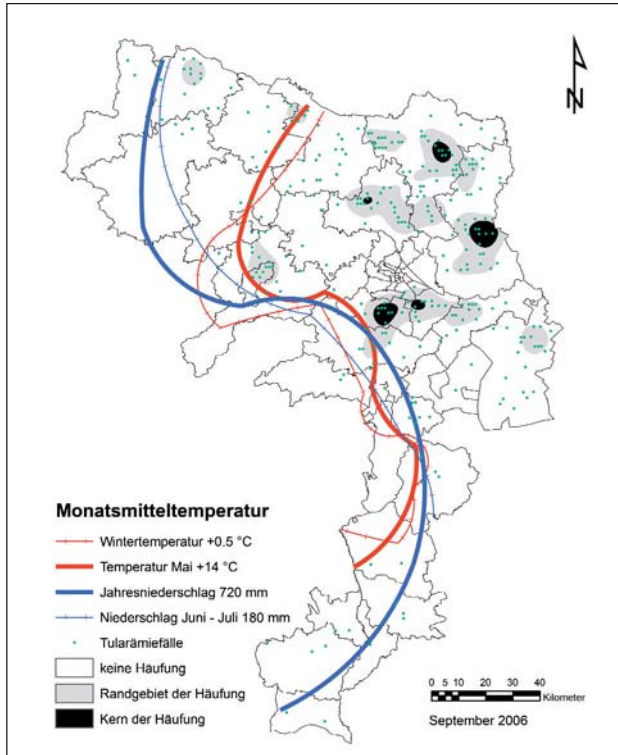 N
Monatsmitteltemperatur
Wintertemperatur +0.5 °C
Temperatur Mai +14 °C
Jahresniederschlag 720 mm
Niederschlag Juni - Juli 180 mm
Tularämiefälle
keine Häufung
Randgebiet der Häufung
Kern der Häufung
0 5 10 20 30 40
Kilometer
September 2006